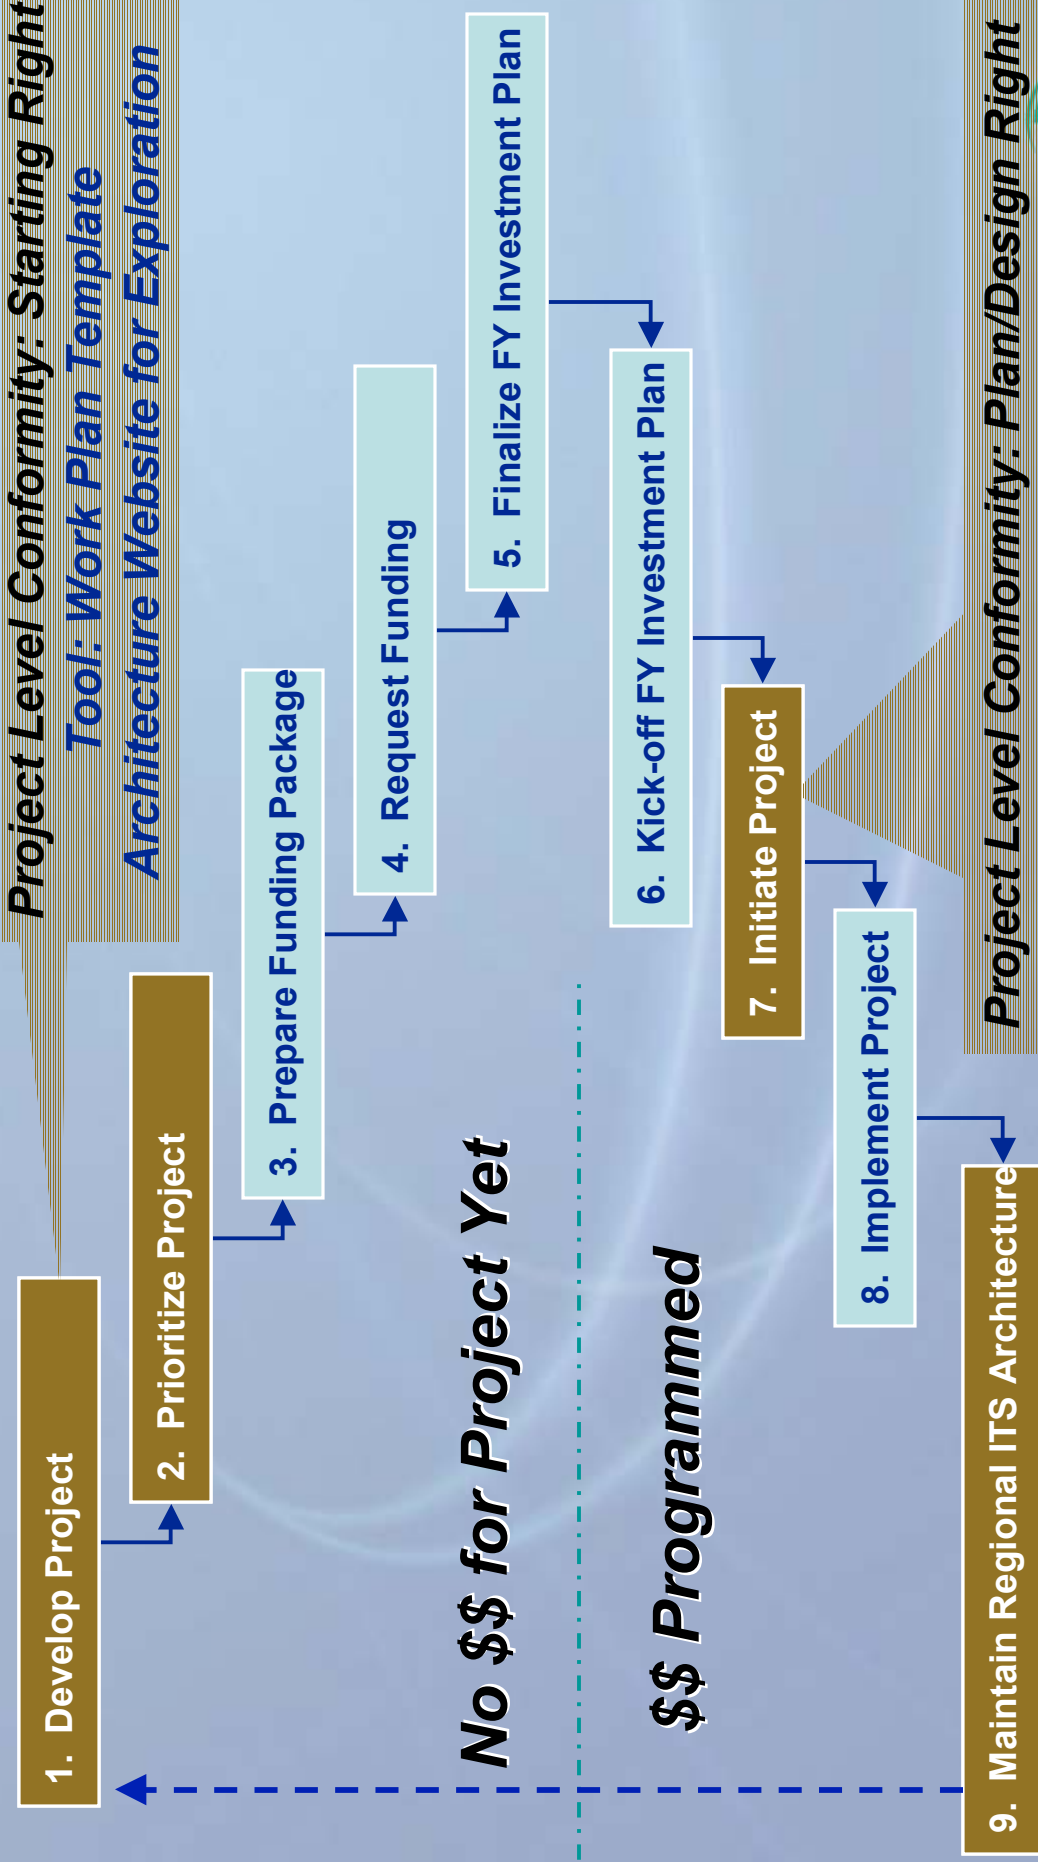 Project Level Conformity: Starting Right
Tool: Work Plan Template
Architecture Website for Exploration
1. Develop Project
2. Prioritize Project
3. Prepare Funding Package
4. Request Funding
5. Finalize FY Investment Plan
No $$ for Project Yet
$$ Programmed
6. Kick-off FY Investment Plan
7. Initiate Project
8. Implement Project
9. Maintain Regional ITS Architecture
Project Level Conformity: Plan/Design Right